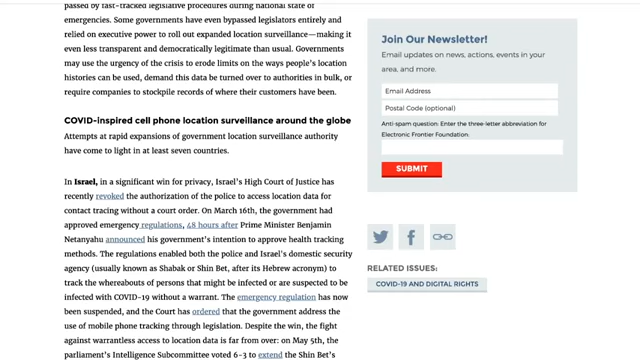 passed by fast-tracked legislative procedures during national state of
emergencies. Some governments have even bypassed legislators entirely and
relied on executive power to roll out expanded location surveillance—making it
even less transparent and democratically legitimate than usual. Governments
may use the urgency of the crisis to erode limits on the ways people's location
histories can be used, demand this data be turned over to authorities in bulk, or
require companies to stockpile records of where their customers have been.
COVID-inspired cell phone location surveillance around the globe
Attempts at rapid expansions of government location surveillance authority
have come to light in at least seven countries.
In Israel, in a significant win for privacy, Israel's High Court of Justice has
recently revoked the authorization of the police to access location data for
contact tracing without a court order. On March 16th, the government had
approved emergency regulations, 48 hours after Prime Minister Benjamin
Netanyahu announced his government's intention to approve health tracking
methods. The regulations enabled both the police and Israel's domestic security
agency (usually known as Shabak or Shin Bet, after its Hebrew acronym) to
track the whereabouts of persons that might be infected or are suspected to be
infected with COVID-19 without a warrant. The emergency regulation has now
been suspended, and the Court has ordered that the government address the
use of mobile phone tracking through legislation. Despite the win, the fight
against warrantless access to location data is far from over: on May 5th, the
parliament's Intelligence Subcommittee voted 6-3 to extend the Shin Bet's
Join Our Newsletter!
Email updates on news, actions, events in your
area, and more.
Email Address
Postal Code (optional)
Anti-spam question: Enter the three-letter abbreviation for
Electronic Frontier Foundation.
SUBMIT
RELATED ISSUES:
COVID-19 AND DIGITAL RIGHTS